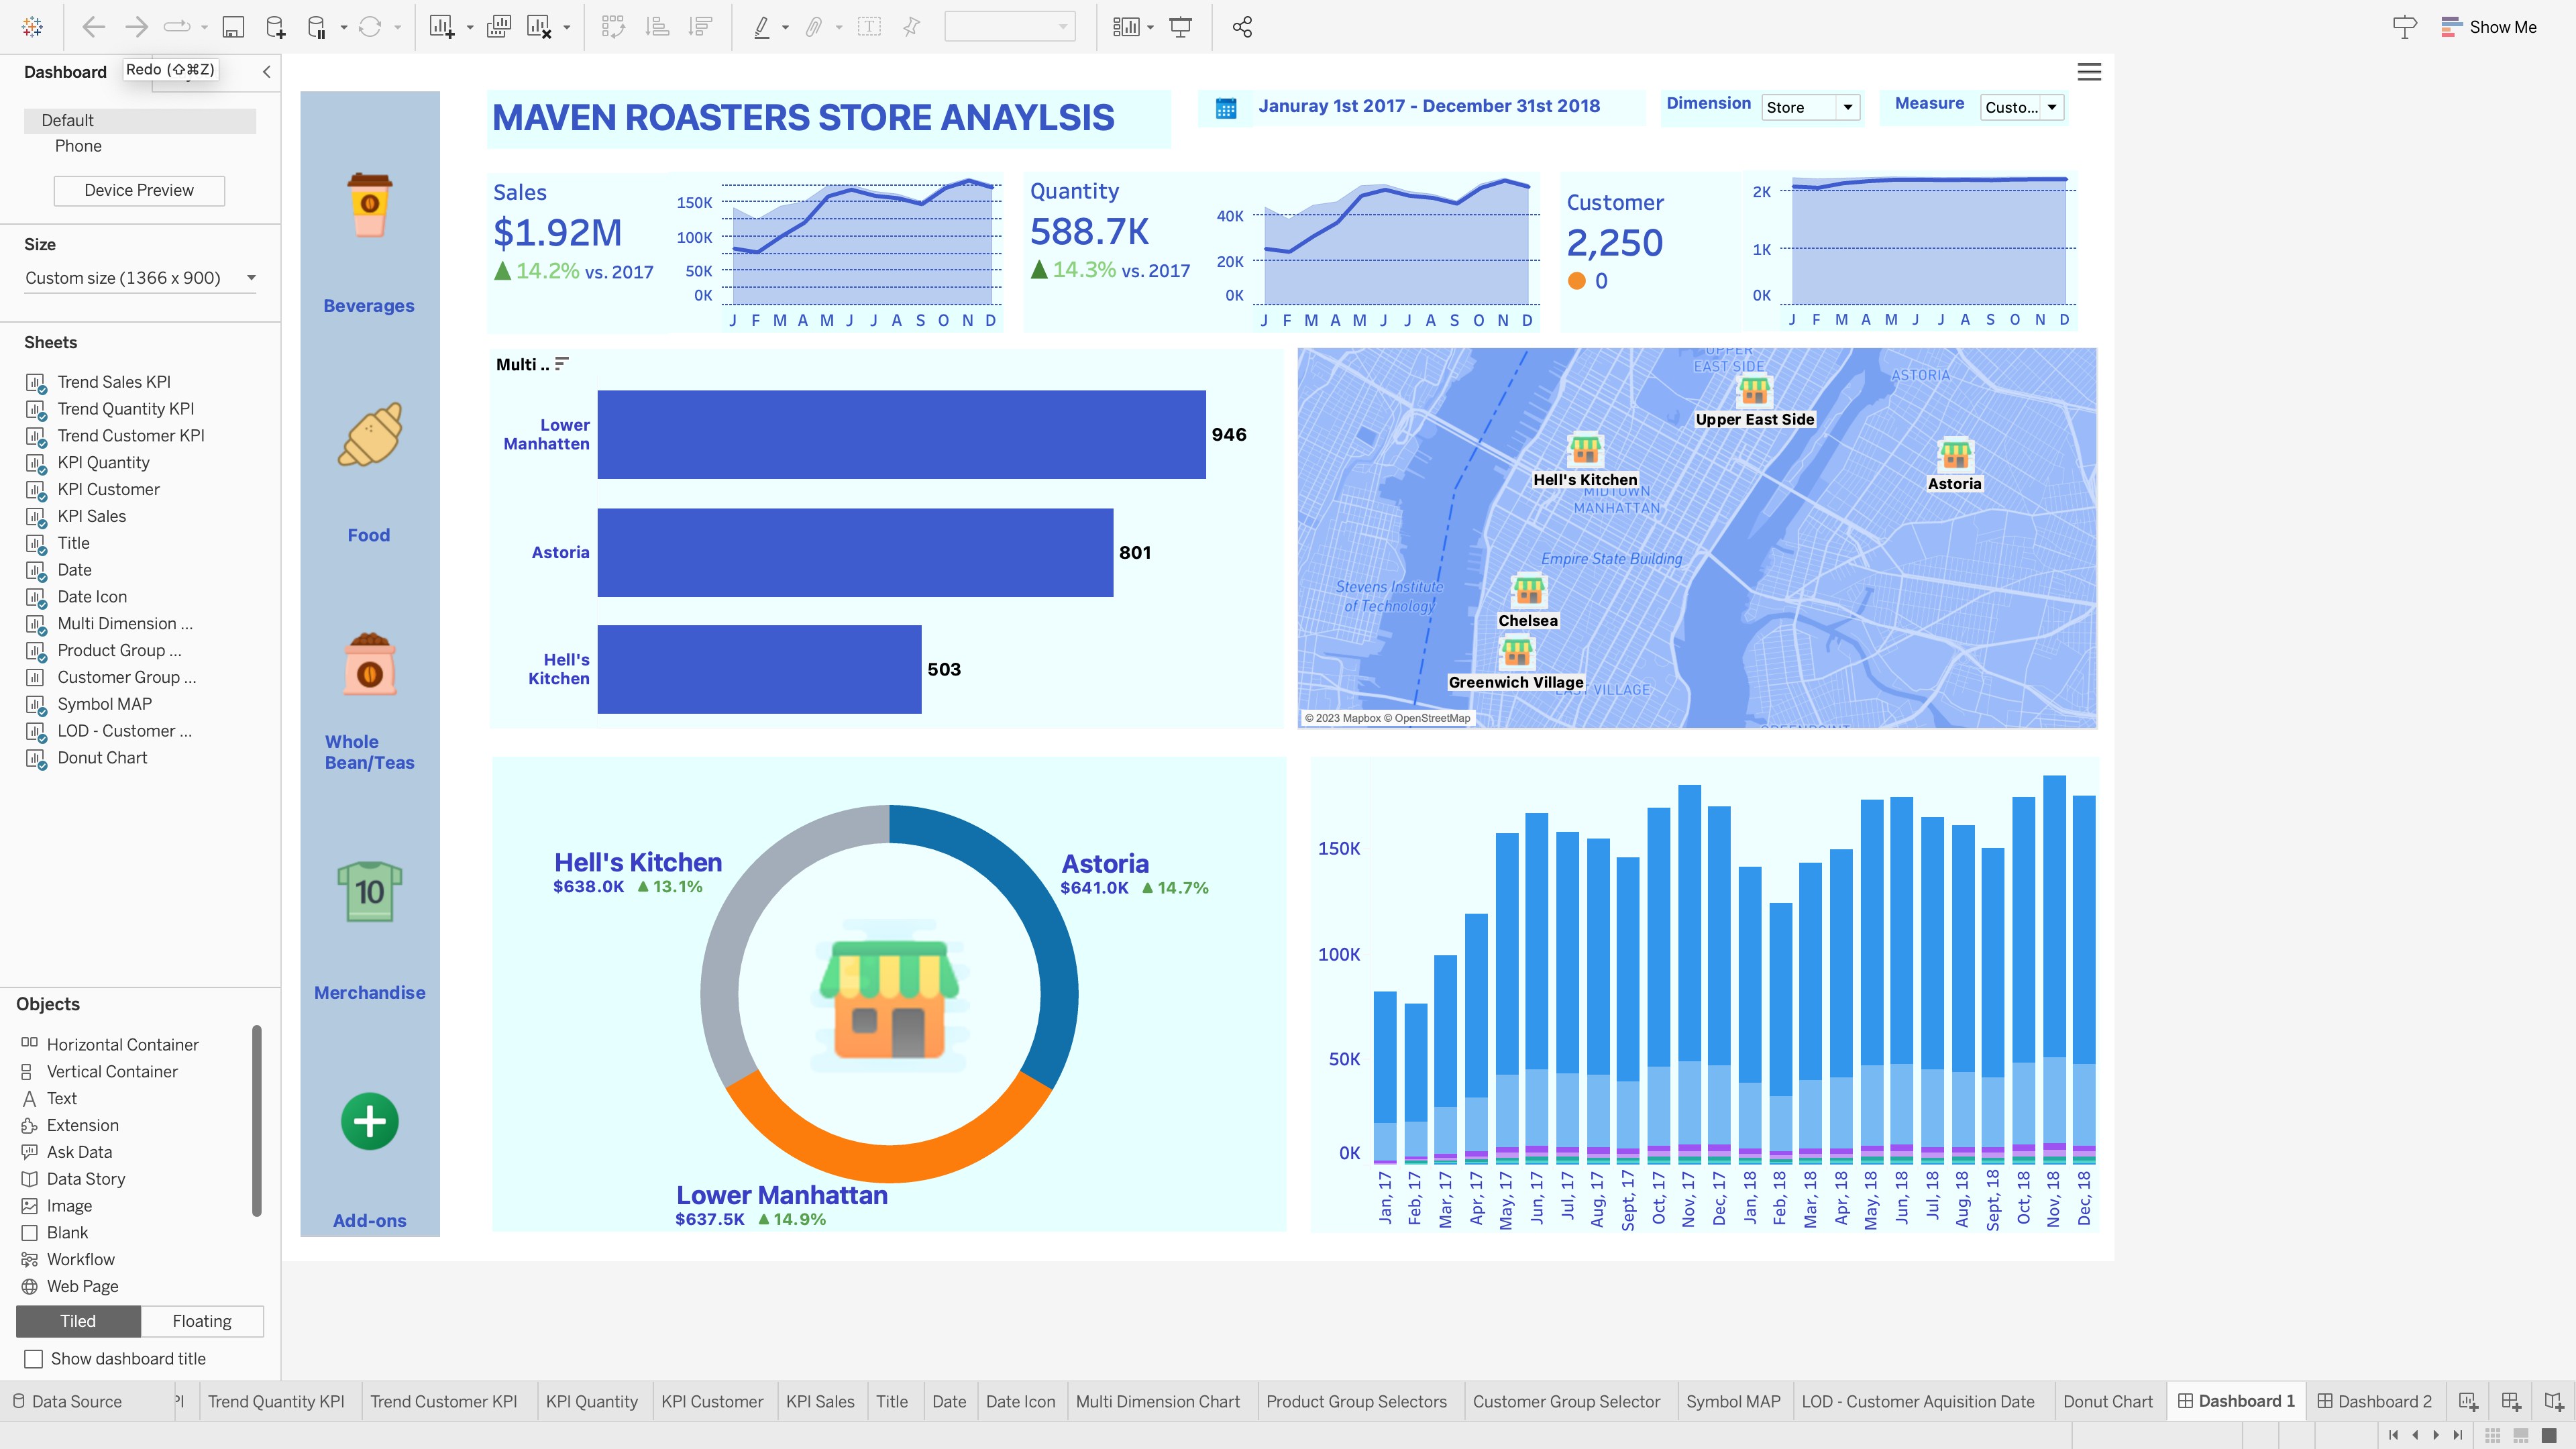 Show Me
Dashboard
Redo (⇧⌘Z)
Default
Phone
Device Preview
Size
Custom size (1366 x 900)
Sheets
Trend Sales KPI
Trend Quantity KPI
Trend Customer KPI
KPI Quantity
KPI Customer
KPI Sales
Title
Date
Date Icon
Multi Dimension ...
Product Group ...
Customer Group ...
Symbol MAP
LOD - Customer ...
Donut Chart
Objects
Horizontal Container
Vertical Container
Text
Extension
Ask Data
Data Story
Image
Blank
Workflow
Web Page
Tiled
Floating
Show dashboard title
Beverages
Food
Whole
Bean/Teas
10
Merchandise
Add-ons
MAVEN ROASTERS STORE ANAYLSIS
Januray 1st 2017 - December 31st 2018
Dimension
Store
Measure
Custo...
Sales
$1.92M
▲ 14.2% vs. 2017
150K
100K
50K
0K
J F M A M J J A S O N D
Quantity
588.7K
▲ 14.3% vs. 2017
40K
20K
0K
J F M A M J J A S O N D
Customer
2,250
0
2K
1K
0K
J F M A M J J A S O N D
Multi ..
Lower
Manhatten
946
Astoria
801
Hell's
Kitchen
503
UPPER
EAST SIDE
ASTORIA
Upper East Side
Hell's Kitchen
Astoria
MIDTOWN
MANHATTAN
Empire State Building
Stevens Institute
of Technology
Chelsea
Greenwich Village
EAST VILLAGE
GREENPOINT
© 2023 Mapbox © OpenStreetMap
Hell's Kitchen
$638.0K ▲ 13.1%
Astoria
$641.0K ▲ 14.7%
Lower Manhattan
$637.5K ▲ 14.9%
150K
100K
50K
0K
Jan, 17
Feb, 17
Mar, 17
Apr, 17
May, 17
Jun, 17
Jul, 17
Aug, 17
Sept, 17
Oct, 17
Nov, 17
Dec, 17
Jan, 18
Feb, 18
Mar, 18
Apr, 18
May, 18
Jun, 18
Jul, 18
Aug, 18
Sept, 18
Oct, 18
Nov, 18
Dec, 18
Data Source
PI
Trend Quantity KPI
Trend Customer KPI
KPI Quantity
KPI Customer
KPI Sales
Title
Date
Date Icon
Multi Dimension Chart
Product Group Selectors
Customer Group Selector
Symbol MAP
LOD - Customer Aquisition Date
Donut Chart
Dashboard 1
Dashboard 2